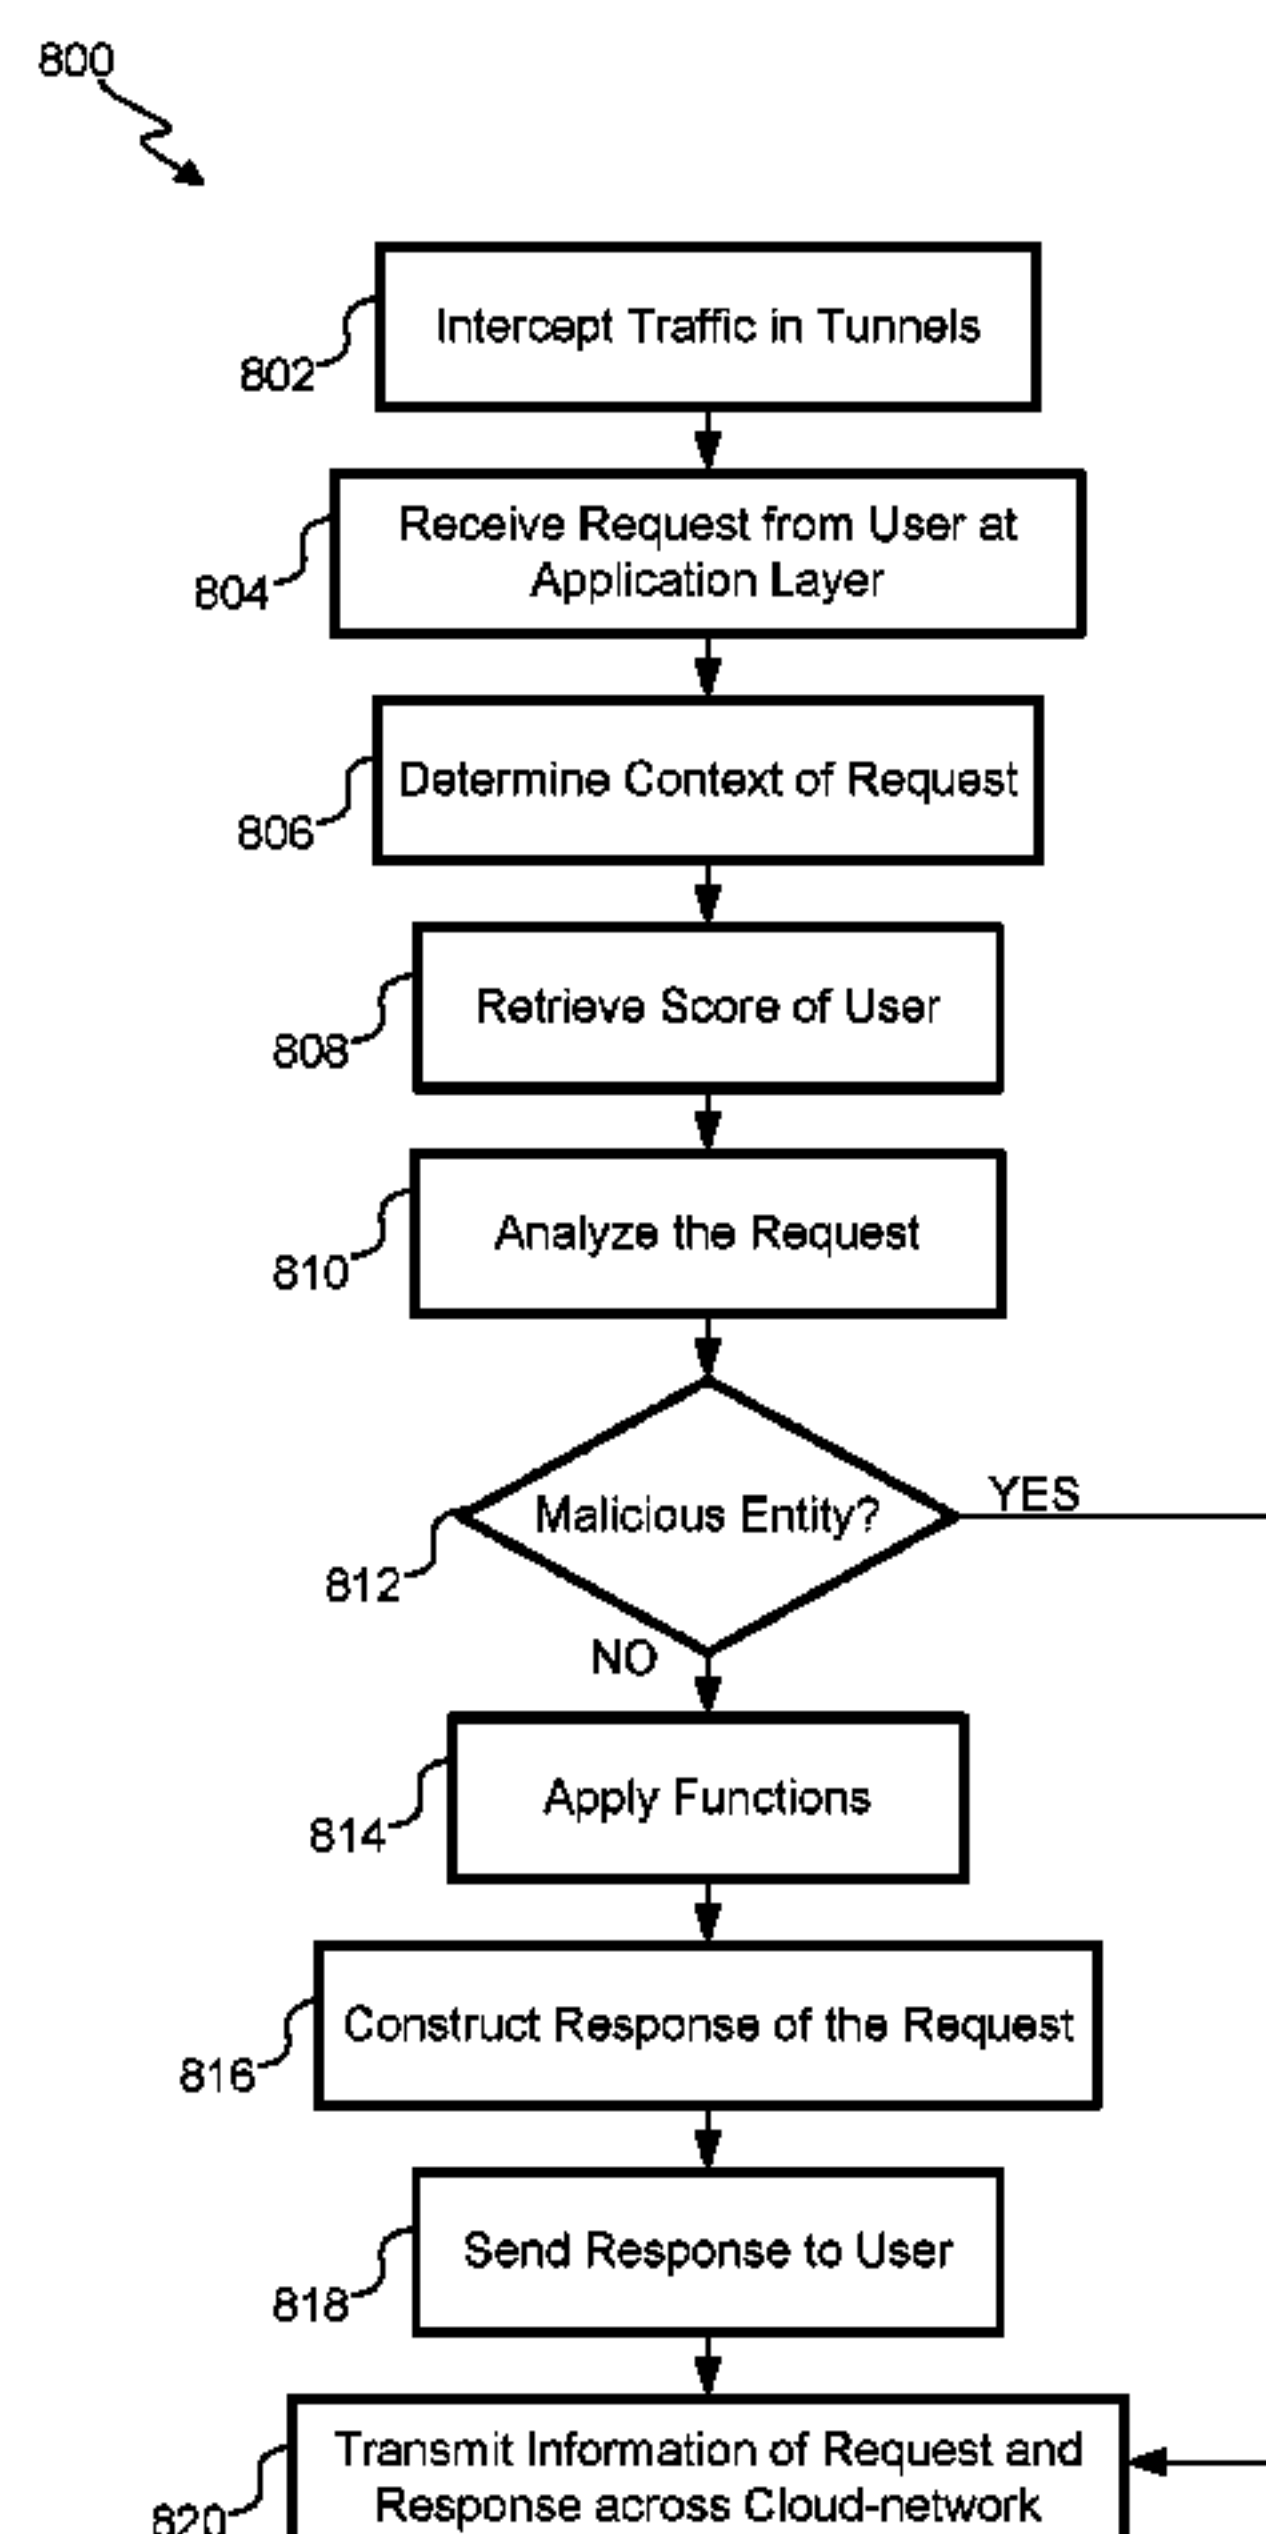 800
Intercept Traffic in Tunnels
802
Receive Request from User at
Application Layer
804
Determine Context of Request
806
Retrieve Score of User
808
Analyze the Request
810
YES
Malicious Entity?
812
NO
Apply Functions
814
Construct Response of the Request
816
Send Response to User
818
Transmit Information of Request and
Response across Cloud-network
820